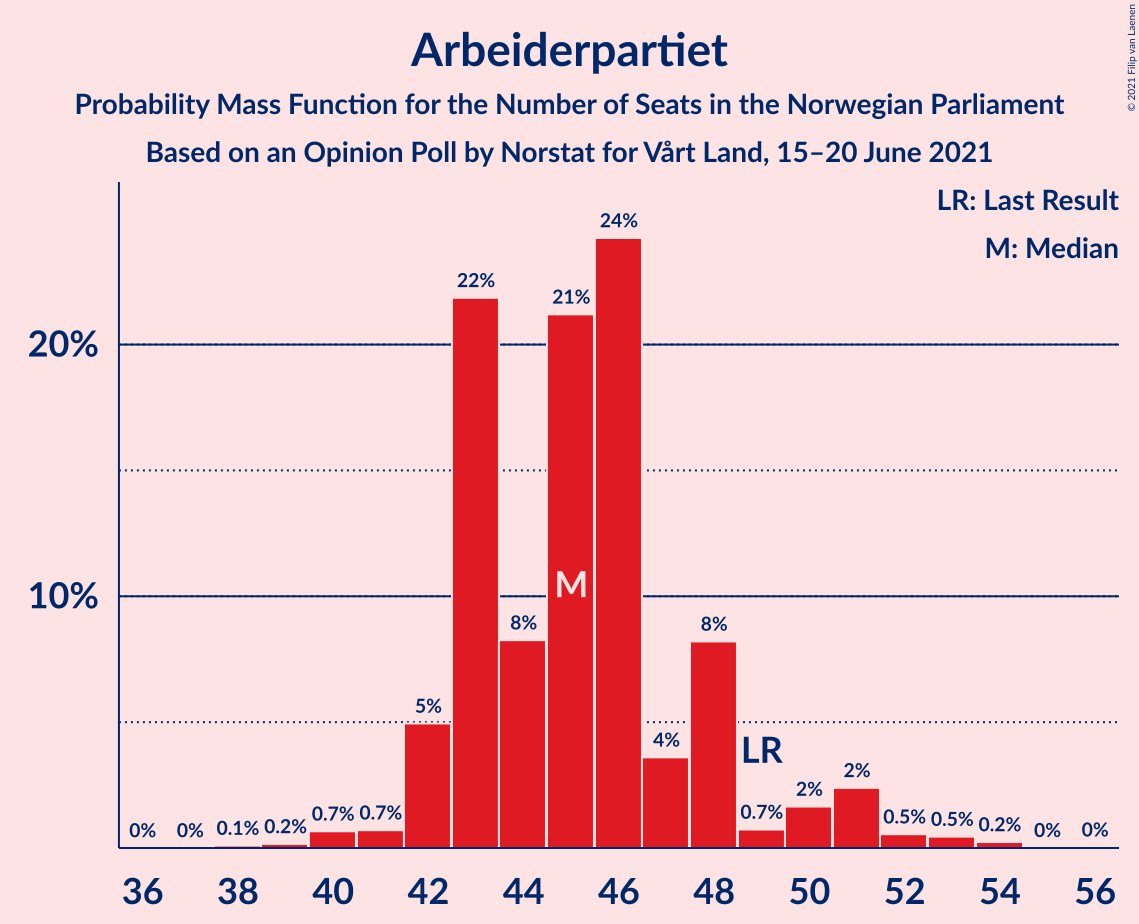 Arbeiderpartiet
Probability Mass Function for the Number of Seats in the Norwegian Parliament
Based on an Opinion Poll by Norstat for Vårt Land, 15–20 June 2021
© 2021 Filip van Laenen
LR: Last Result
M: Median
20%
10%
0% 0% 0.1% 0.2% 0.7% 0.7% 5% 22% 8% 21% 24% 4% 8% 0.7% 2% 2% 0.5% 0.5% 0.2% 0% 0%
M
LR
36 38 40 42 44 46 48 50 52 54 56